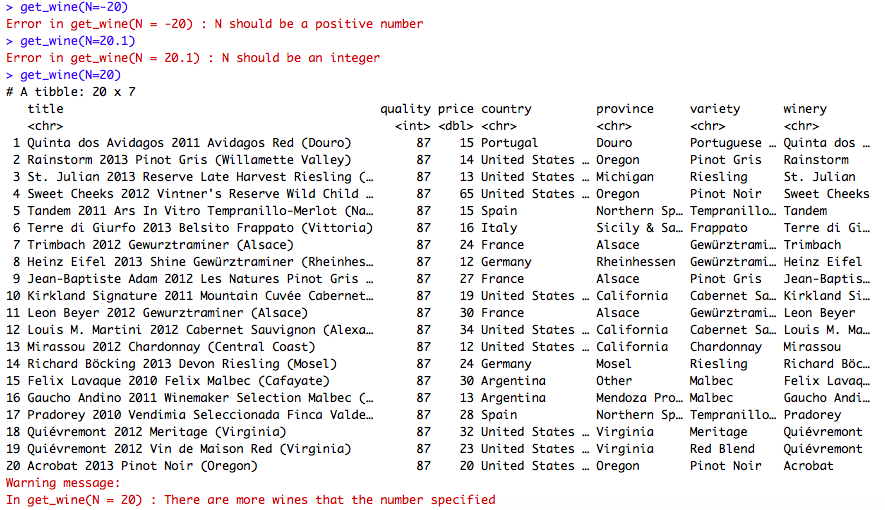 > get_wine(N=-20)
Error in get_wine(N = -20) : N should be a positive number
> get_wine(N=20.1)
Error in get_wine(N = 20.1) : N should be an integer
> get_wine(N=20)
# A tibble: 20 x 7
title quality price country province variety winery
<chr> <int> <dbl> <chr> <chr> <chr> <chr>
1 Quinta dos Avidagos 2011 Avidagos Red (Douro) 87 15 Portugal Douro Portuguese … Quinta dos …
2 Rainstorm 2013 Pinot Gris (Willamette Valley) 87 14 United States … Oregon Pinot Gris Rainstorm
3 St. Julian 2013 Reserve Late Harvest Riesling (… 87 13 United States … Michigan Riesling St. Julian
4 Sweet Cheeks 2012 Vintner's Reserve Wild Child … 87 65 United States … Oregon Pinot Noir Sweet Cheeks
5 Tandem 2011 Ars In Vitro Tempranillo-Merlot (Na… 87 15 Spain Northern Sp… Tempranillo… Tandem
6 Terre di Giurfo 2013 Belsito Frappato (Vittoria) 87 16 Italy Sicily & Sa… Frappato Terre di Gi…
7 Trimbach 2012 Gewurztraminer (Alsace) 87 24 France Alsace Gewürztrami… Trimbach
8 Heinz Eifel 2013 Shine Gewürztraminer (Rheinhes… 87 12 Germany Rheinhessen Gewürztrami… Heinz Eifel
9 Jean-Baptiste Adam 2012 Les Natures Pinot Gris … 87 27 France Alsace Pinot Gris Jean-Baptis…
10 Kirkland Signature 2011 Mountain Cuvée Cabernet… 87 19 United States … California Cabernet Sa… Kirkland Si…
11 Leon Beyer 2012 Gewurztraminer (Alsace) 87 30 France Alsace Gewürztrami… Leon Beyer
12 Louis M. Martini 2012 Cabernet Sauvignon (Alexa… 87 34 United States … California Cabernet Sa… Louis M. Ma…
13 Mirassou 2012 Chardonnay (Central Coast) 87 12 United States … California Chardonnay Mirassou
14 Richard Böcking 2013 Devon Riesling (Mosel) 87 24 Germany Mosel Riesling Richard Böc…
15 Felix Lavaque 2010 Felix Malbec (Cafayate) 87 30 Argentina Other Malbec Felix Lavaq…
16 Gaucho Andino 2011 Winemaker Selection Malbec (… 87 13 Argentina Mendoza Pro… Malbec Gaucho Andi…
17 Pradorey 2010 Vendimia Seleccionada Finca Valde… 87 28 Spain Northern Sp… Tempranillo… Pradorey
18 Quiévremont 2012 Meritage (Virginia) 87 32 United States … Virginia Meritage Quiévremont
19 Quiévremont 2012 Vin de Maison Red (Virginia) 87 23 United States … Virginia Red Blend Quiévremont
20 Acrobat 2013 Pinot Noir (Oregon) 87 20 United States … Oregon Pinot Noir Acrobat
Warning message:
In get_wine(N = 20) : There are more wines that the number specified